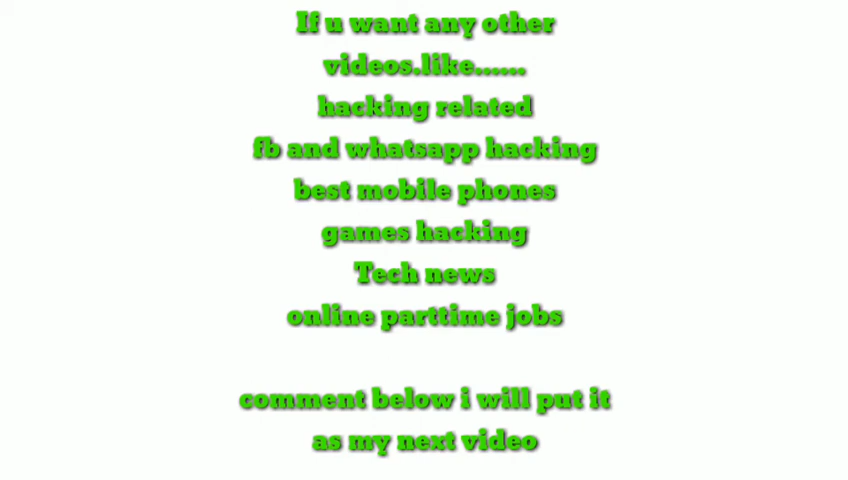 If u want any other
videos.like......
hacking related
fb and whatsapp hacking
best mobile phones
games hacking
Tech news
online parttime jobs
comment below i will put it
as my next video